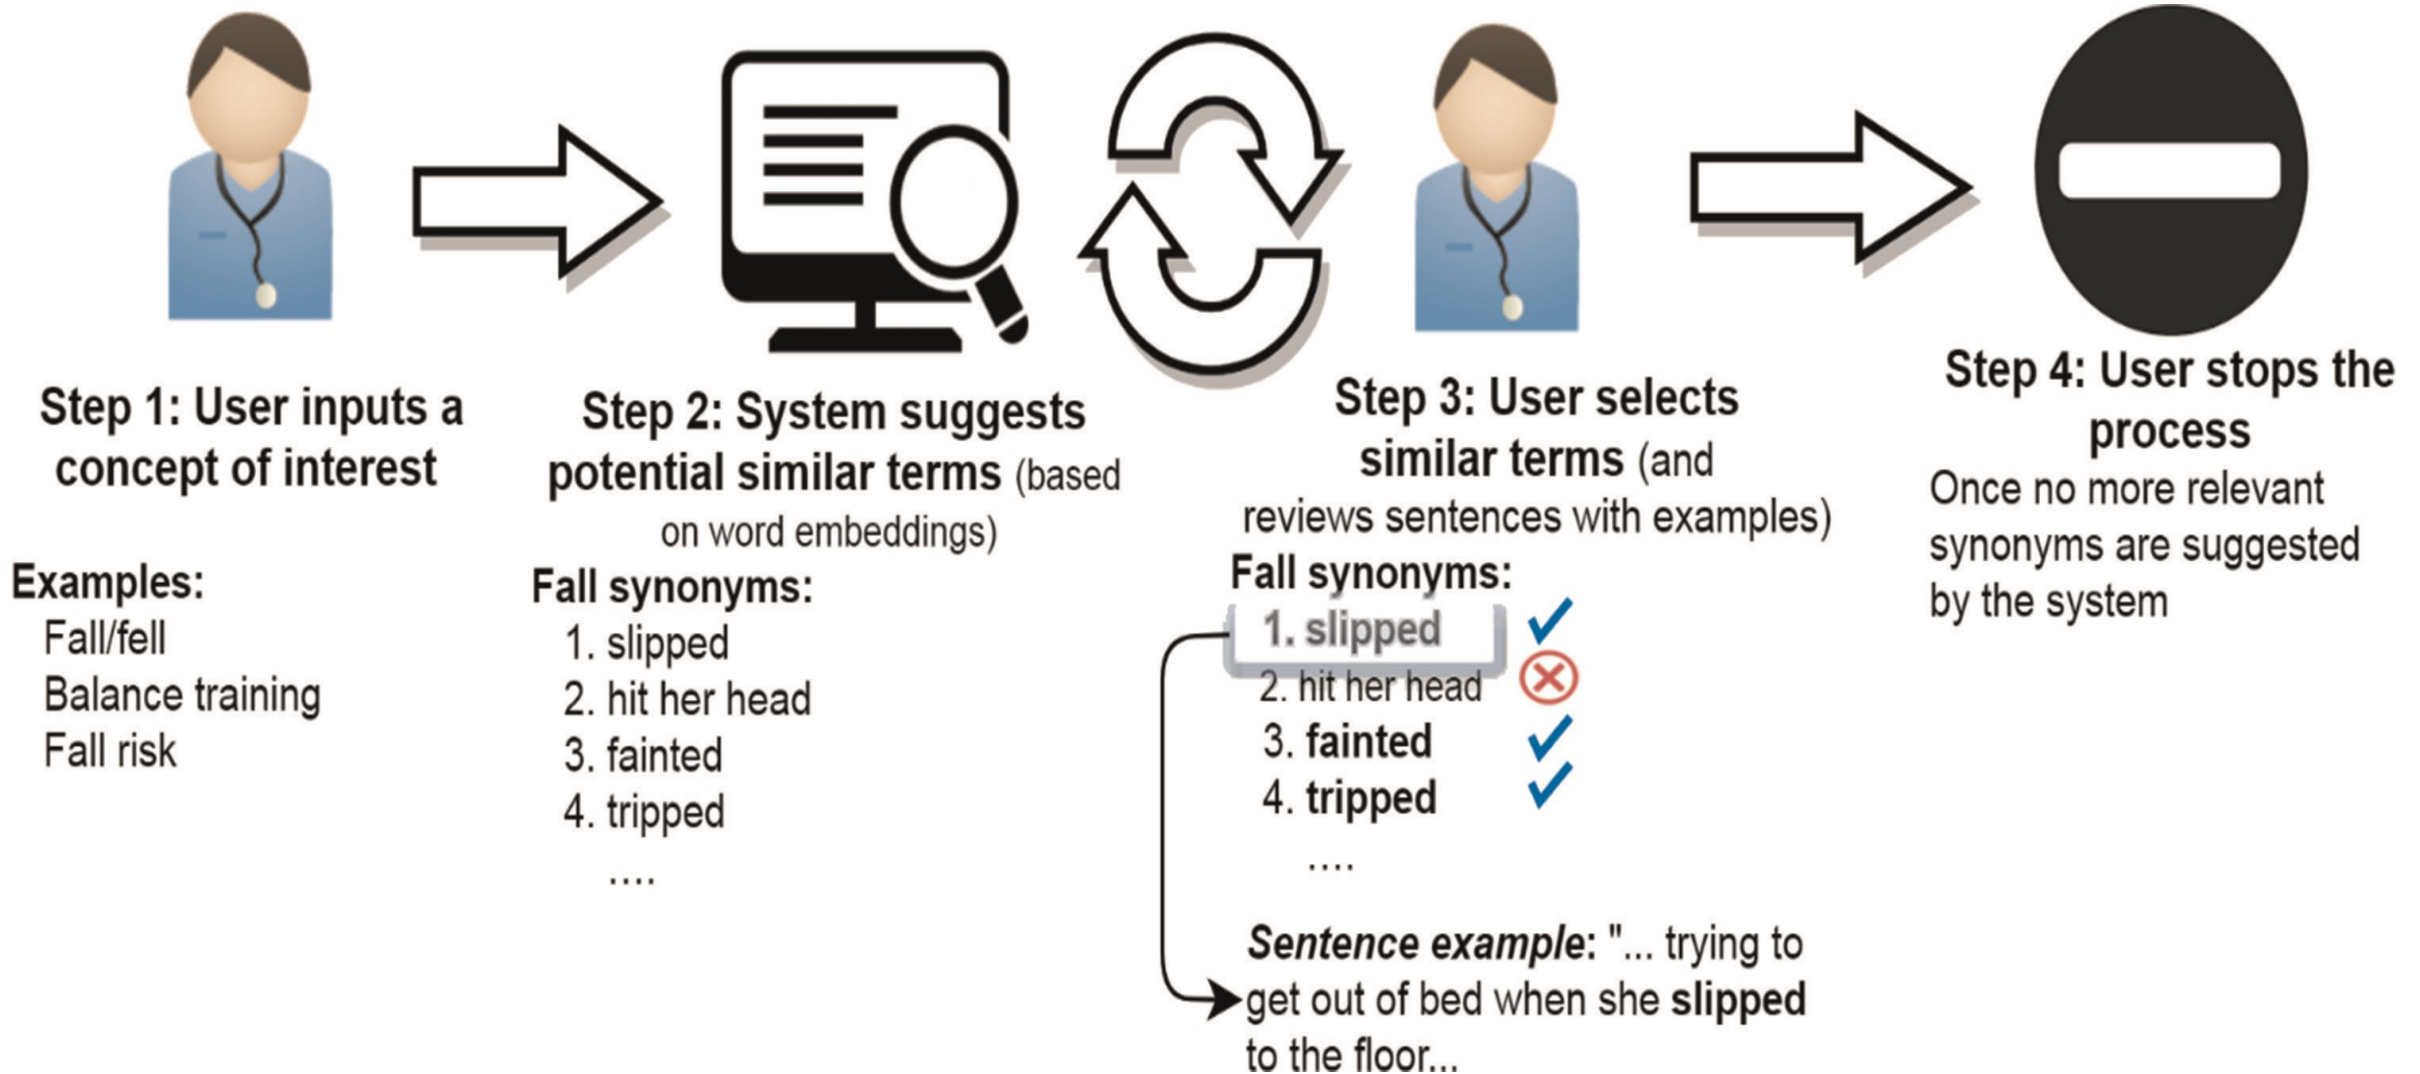 Step 1: User inputs a
concept of interest
Examples:
Fall/fell
Balance training
Fall risk
Step 2: System suggests
potential similar terms (based
on word embeddings)
Fall synonyms:
1. slipped
2. hit her head
3. fainted
4. tripped
....
Step 3: User selects
similar terms (and
reviews sentences with examples)
Fall synonyms:
1. slipped
2. hit her head
3. fainted
4. tripped
....
Sentence example: "... trying to
get out of bed when she slipped
to the floor...
Step 4: User stops the
process
Once no more relevant
synonyms are suggested
by the system